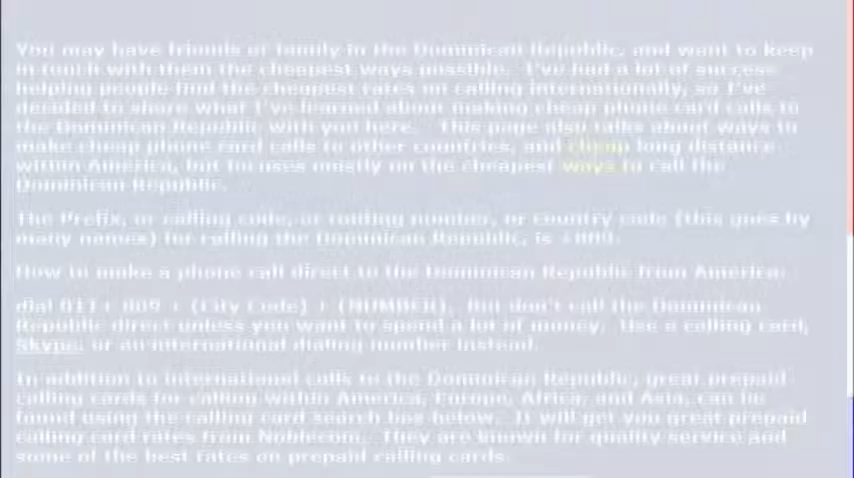 You may have friends or family in the Dominican Republic, and want to keep
in touch with them the cheapest ways possible. I've had a lot of success
helping people find the cheapest rates on calling internationally, so I've
decided to share what I've learned about making cheap phone card calls to
the Dominican Republic with you here. This page also talks about ways to
make cheap phone card calls to other countries, and cheap long distance
within America, but focuses mostly on the cheapest ways to call the
Dominican Republic.
The Prefix, or calling code, or routing number, or country code (this goes by
many names) for calling the Dominican Republic, is
How to make a phone call direct to the Dominican Republic from America:
dial 011+ 809 + (City Code) + (NUMBER). But don't call the Dominican
Republic direct unless you want to spend a lot of money. Use a calling card,
Skype, or an international dialing number instead.
In addition to international calls to the Dominican Republic, great prepaid
calling cards for calling within America, Europe, Africa, and Asia, can be
found using the calling card search box below. It will get you great prepaid
calling card rates from Noblecom. They are known for quality service and
some of the best rates on prepaid calling cards.